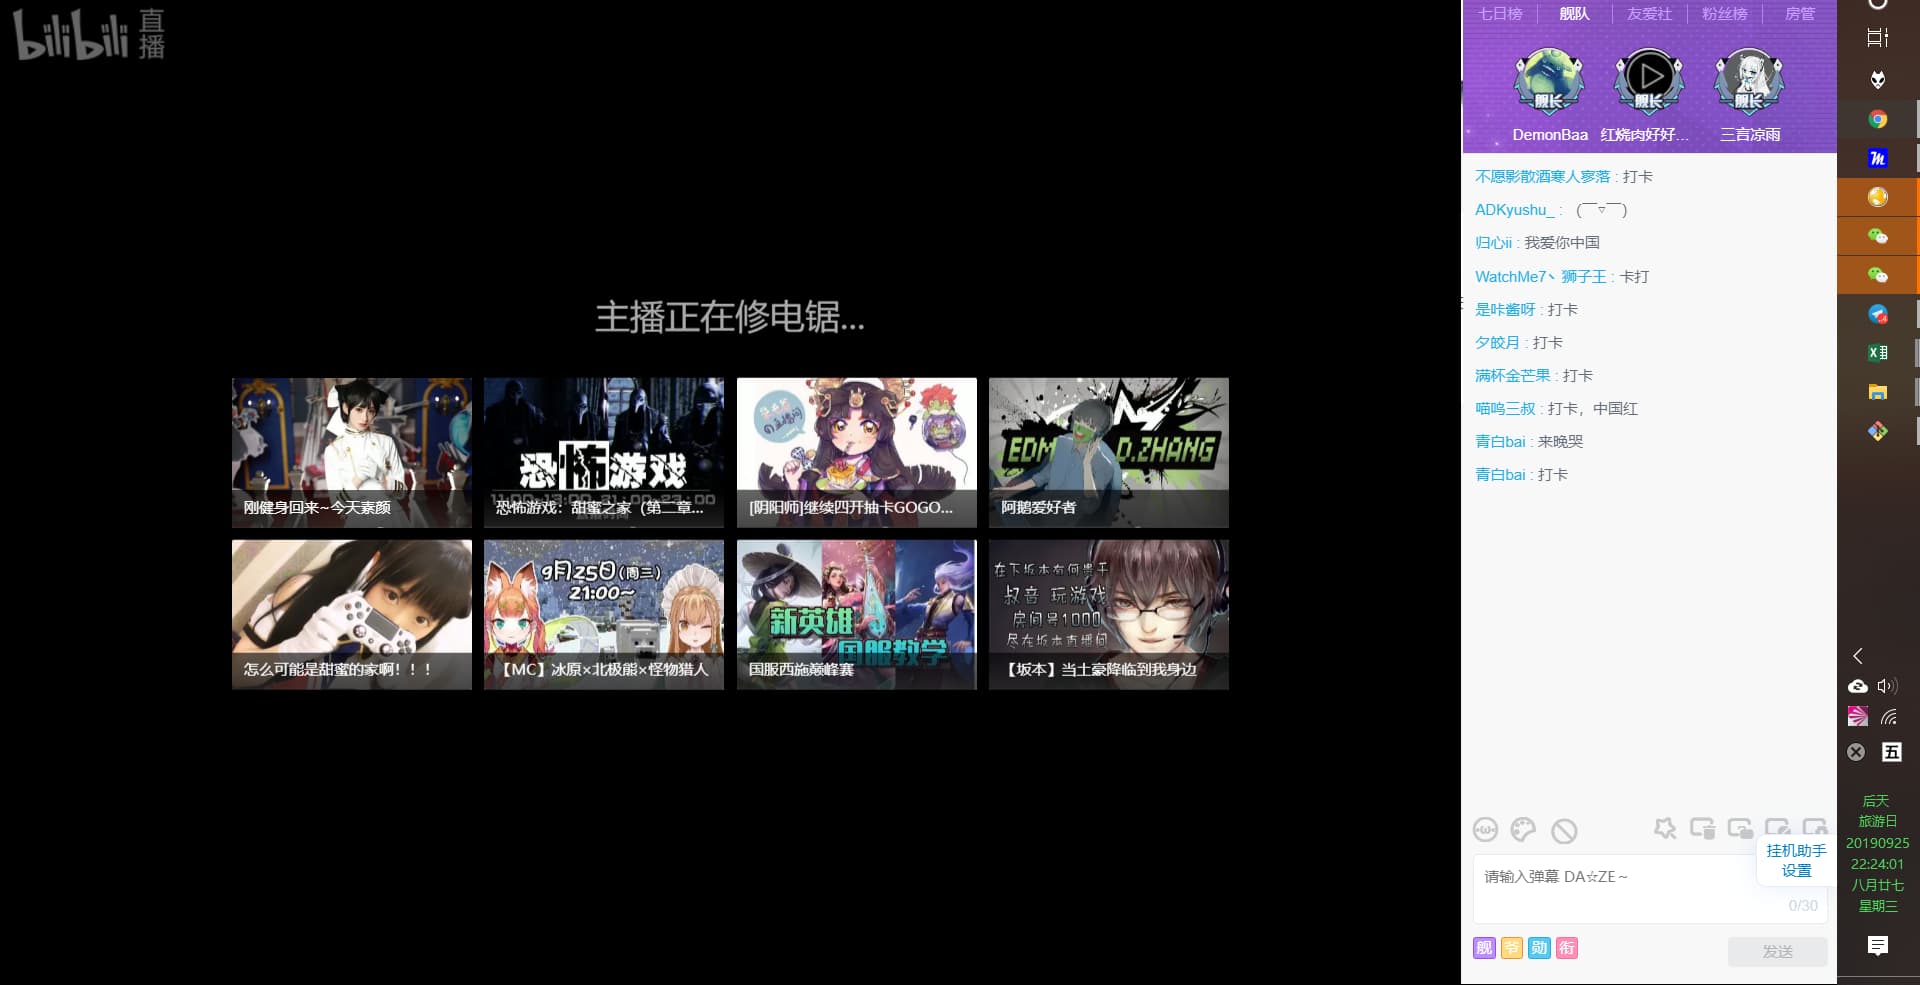 bilibili 直播
主播正在修电锯...
恐怖游戏
刚健身回来~今天素颜
恐怖游戏：甜蜜之家（第二章...
[阴阳师]继续四开抽卡GOGO...
EDM D.ZHANG
阿鹅爱好者
怎么可能是甜蜜的家啊！！！
9月25日(周三)
21:00~
【MC】冰原×北极熊×怪物猎人
新英雄
国服教学
国服西施巅峰赛
在下坂本有何贵干
叔音 玩游戏
房间号1000
尽在坂本直播间
【坂本】当土豪降临到我身边
七日榜 舰队 友爱社 粉丝榜 房管
舰长 舰长 舰长
DemonBaa 红烧肉好好... 三言凉雨
不愿影散酒寒人寥落 : 打卡
ADKyushu_ : (￣▽￣)
归心ii : 我爱你中国
WatchMe7丶狮子王 : 卡打
是咔酱呀 : 打卡
夕皎月 : 打卡
满杯金芒果 : 打卡
喵呜三叔 : 打卡，中国红
青白bai : 来晚哭
青白bai : 打卡
挂机助手
设置
请输入弹幕 DA☆ZE～
0/30
舰 爷 勋 衔
发送
五
后天
旅游日
20190925
22:24:01
八月廿七
星期三